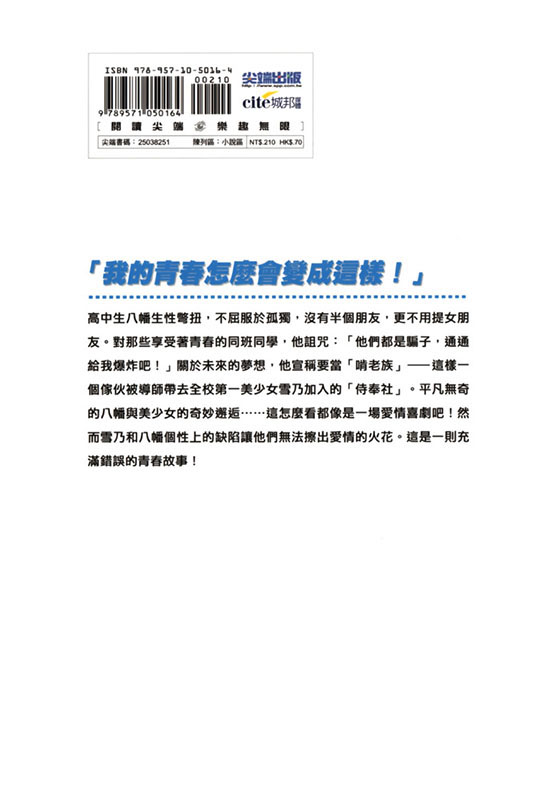 ISBN 978-957-10-5016-4
00210
9 789571 050164
尖端出版
http://www.spp.com.tw
cite城邦
閱讀尖端 樂趣無限
尖端書碼：25038251 陳列區：小說區 NT$.210 HK$.70
「我的青春怎麼會變成這樣！」
高中生八幡生性彆扭，不屈服於孤獨，沒有半個朋友，更不用提女朋
友。對那些享受著青春的同班同學，他詛咒：「他們都是騙子，通通
給我爆炸吧！」關於未來的夢想，他宣稱要當「啃老族」——這樣一
個傢伙被導師帶去全校第一美少女雪乃加入的「侍奉社」。平凡無奇
的八幡與美少女的奇妙邂逅⋯⋯這怎麼看都像是一場愛情喜劇吧！然
而雪乃和八幡個性上的缺陷讓他們無法擦出愛情的火花。這是一則充
滿錯誤的青春故事！